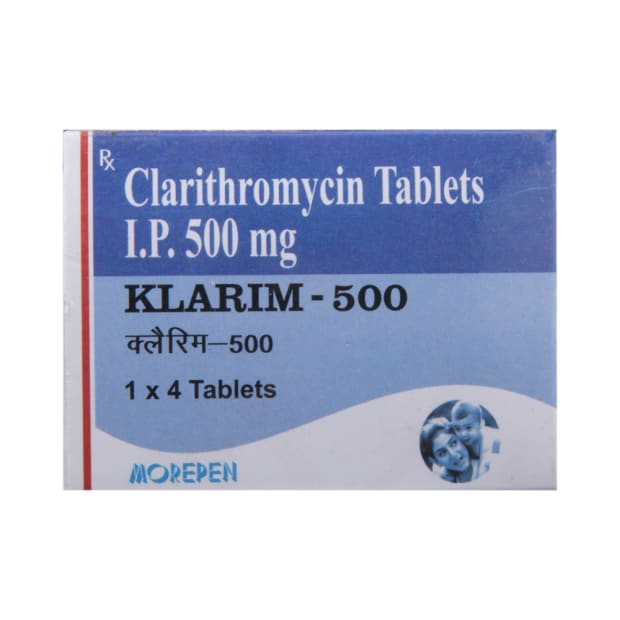 Rx
Clarithromycin Tablets
I.P. 500 mg
KLARIM - 500
क्लैरिम–500
1 x 4 Tablets
MOREPEN